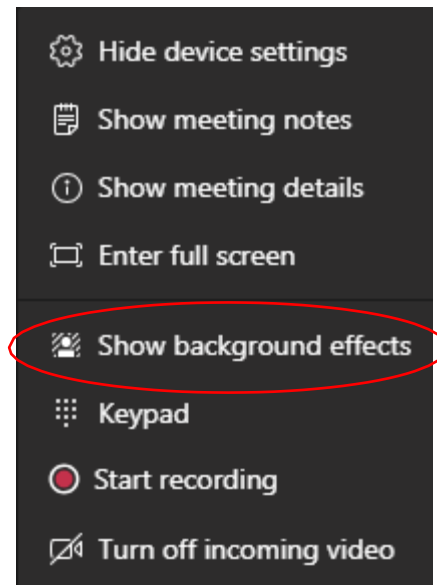 Hide device settings
Show meeting notes
Show meeting details
Enter full screen
Show background effects
Keypad
Start recording
Turn off incoming video